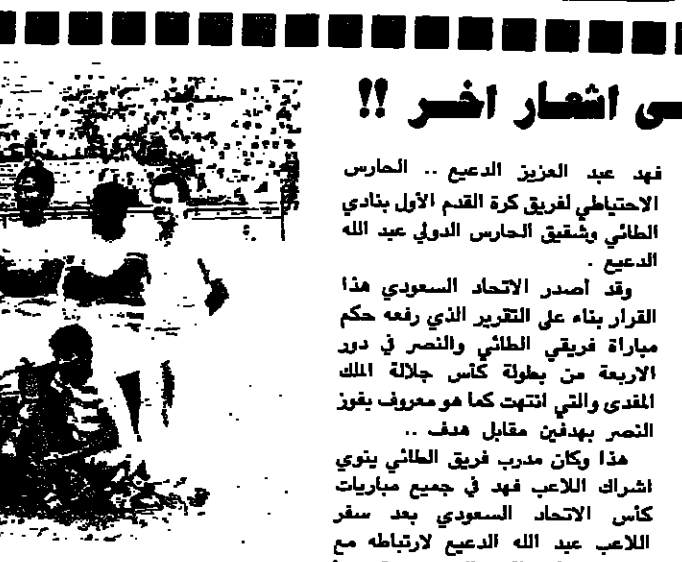 ـى اشعار اخـر !!
فهد عبد العزيز الدعيع .. الحارس
الاحتياطي لفريق كرة القدم الأول بنادي
الطائي وشقيق الحارس الدولي عبد الله
الدعيع .
وقد أصدر الاتحاد السعودي هذا
القرار بناء على التقرير الذي رفعه حكم
مباراة فريقي الطائي والنصر في دور
الاربعة من بطولة كأس جلالة الملك
المفدى والتي انتهت كما هو معروف بفوز
النصر بهدفين مقابل هدف ..
هذا وكان مدرب فريق الطائي ينوي
اشراك اللاعب فهد في جميع مباريات
كأس الاتحاد السعودي بعد سفر
اللاعب عبد الله الدعيع لارتباطه مع